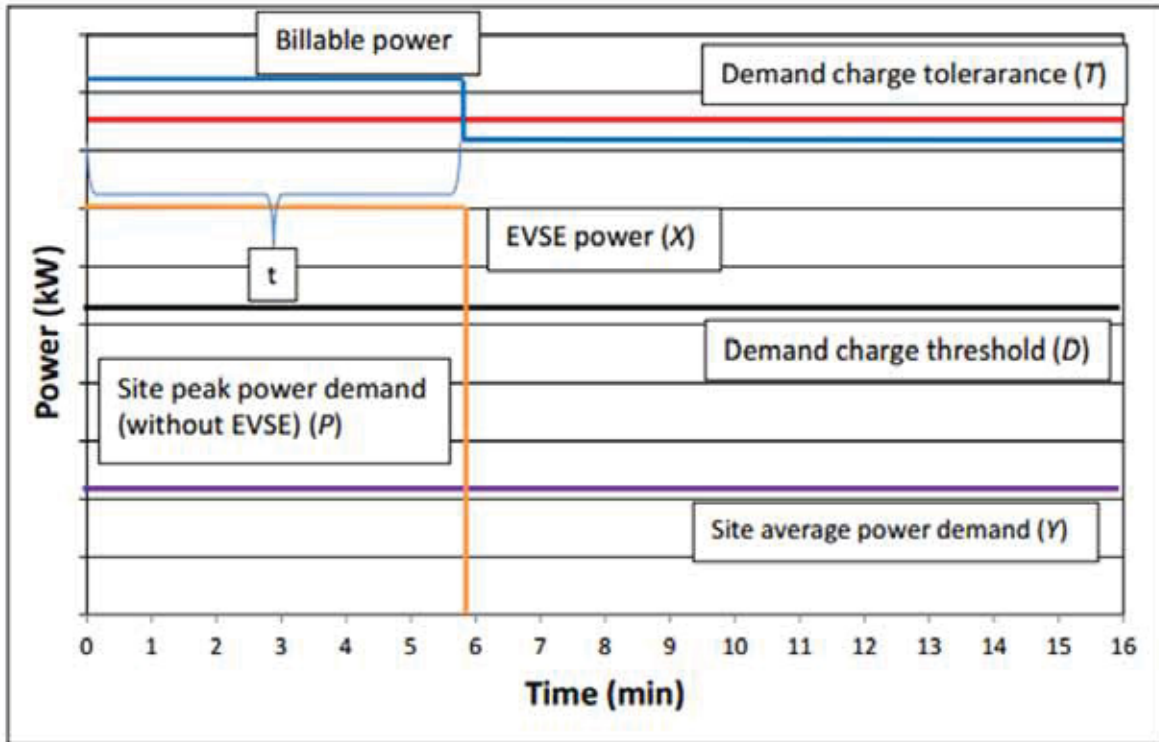 Billable power
Demand charge tolerarance (T)
EVSE power (X)
t
Demand charge threshold (D)
Site peak power demand
(without EVSE) (P)
Site average power demand (Y)
Power (kW)
0 1 2 3 4 5 6 7 8 9 10 11 12 13 14 15 16
Time (min)